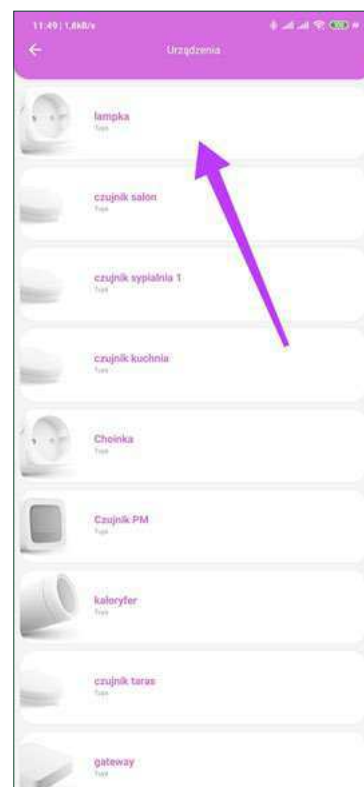 11:49 | 1,8kB/s
Urządzenia
lampka
Tuya
czujnik salon
Tuya
czujnik sypialnia 1
Tuya
czujnik kuchnia
Tuya
Choinka
Tuya
Czujnik PM
Tuya
kaloryfer
Tuya
czujnik taras
Tuya
gateway
Tuya